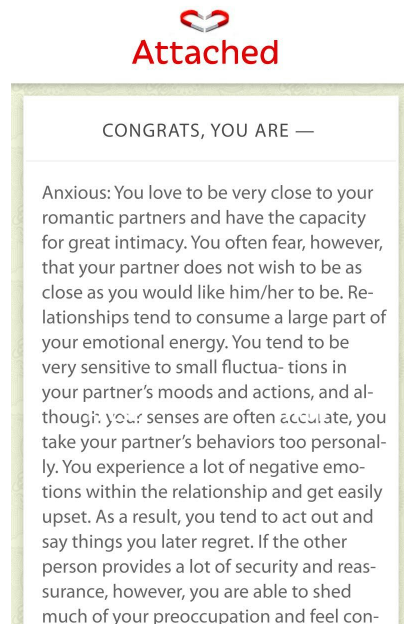 Attached
CONGRATS, YOU ARE —
Anxious: You love to be very close to your
romantic partners and have the capacity
for great intimacy. You often fear, however,
that your partner does not wish to be as
close as you would like him/her to be. Re-
lationships tend to consume a large part of
your emotional energy. You tend to be
very sensitive to small fluctua- tions in
your partner's moods and actions, and al-
though your senses are often accurate, you
take your partner's behaviors too personal-
ly. You experience a lot of negative emo-
tions within the relationship and get easily
upset. As a result, you tend to act out and
say things you later regret. If the other
person provides a lot of security and reas-
surance, however, you are able to shed
much of your preoccupation and feel con-